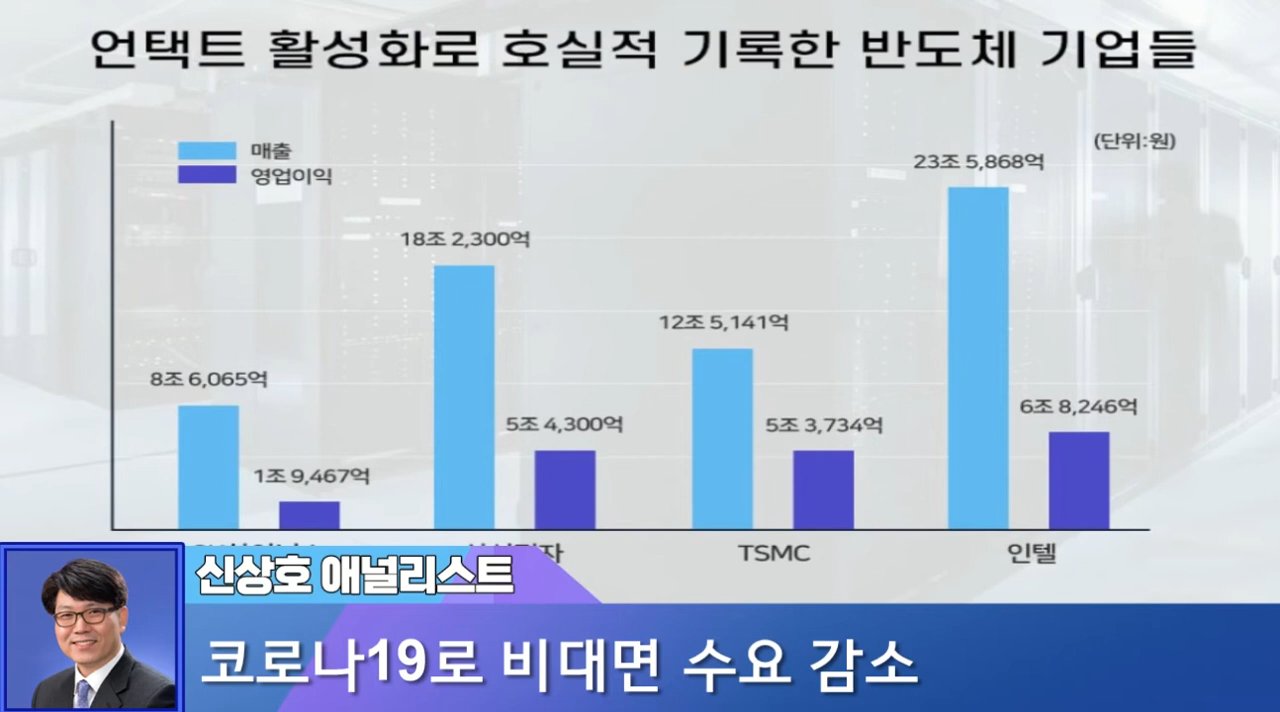 언택트 활성화로 호실적 기록한 반도체 기업들
매출
영업이익
(단위:원)
8조 6,065억
1조 9,467억
18조 2,300억
5조 4,300억
12조 5,141억
5조 3,734억
23조 5,868억
6조 8,246억
TSMC
인텔
신상호 애널리스트
코로나19로 비대면 수요 감소